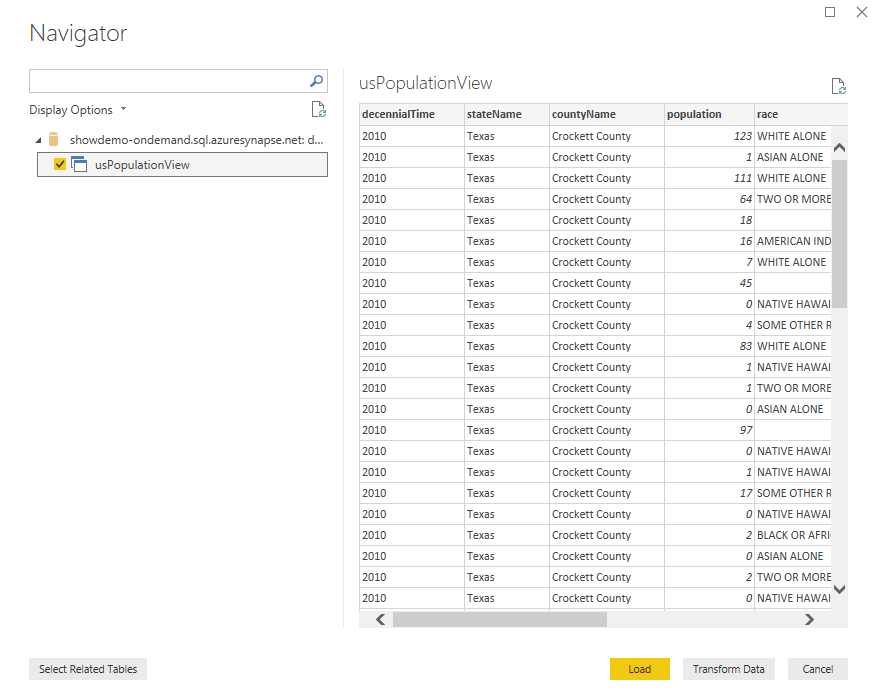 Navigator
Display Options
showdemo-ondemand.sql.azuresynapse.net: d...
usPopulationView
usPopulationView
decennialTime stateName countyName population race
2010 Texas Crockett County 123 WHITE ALONE
2010 Texas Crockett County 1 ASIAN ALONE
2010 Texas Crockett County 111 WHITE ALONE
2010 Texas Crockett County 64 TWO OR MORE
2010 Texas Crockett County 18
2010 Texas Crockett County 16 AMERICAN IND
2010 Texas Crockett County 7 WHITE ALONE
2010 Texas Crockett County 45
2010 Texas Crockett County 0 NATIVE HAWAI
2010 Texas Crockett County 4 SOME OTHER R
2010 Texas Crockett County 83 WHITE ALONE
2010 Texas Crockett County 1 NATIVE HAWAI
2010 Texas Crockett County 1 TWO OR MORE
2010 Texas Crockett County 0 ASIAN ALONE
2010 Texas Crockett County 97
2010 Texas Crockett County 0 NATIVE HAWAI
2010 Texas Crockett County 1 NATIVE HAWAI
2010 Texas Crockett County 17 SOME OTHER R
2010 Texas Crockett County 0 NATIVE HAWAI
2010 Texas Crockett County 2 BLACK OR AFRI
2010 Texas Crockett County 0 ASIAN ALONE
2010 Texas Crockett County 2 TWO OR MORE
2010 Texas Crockett County 0 NATIVE HAWAI
Select Related Tables
Load
Transform Data
Cancel